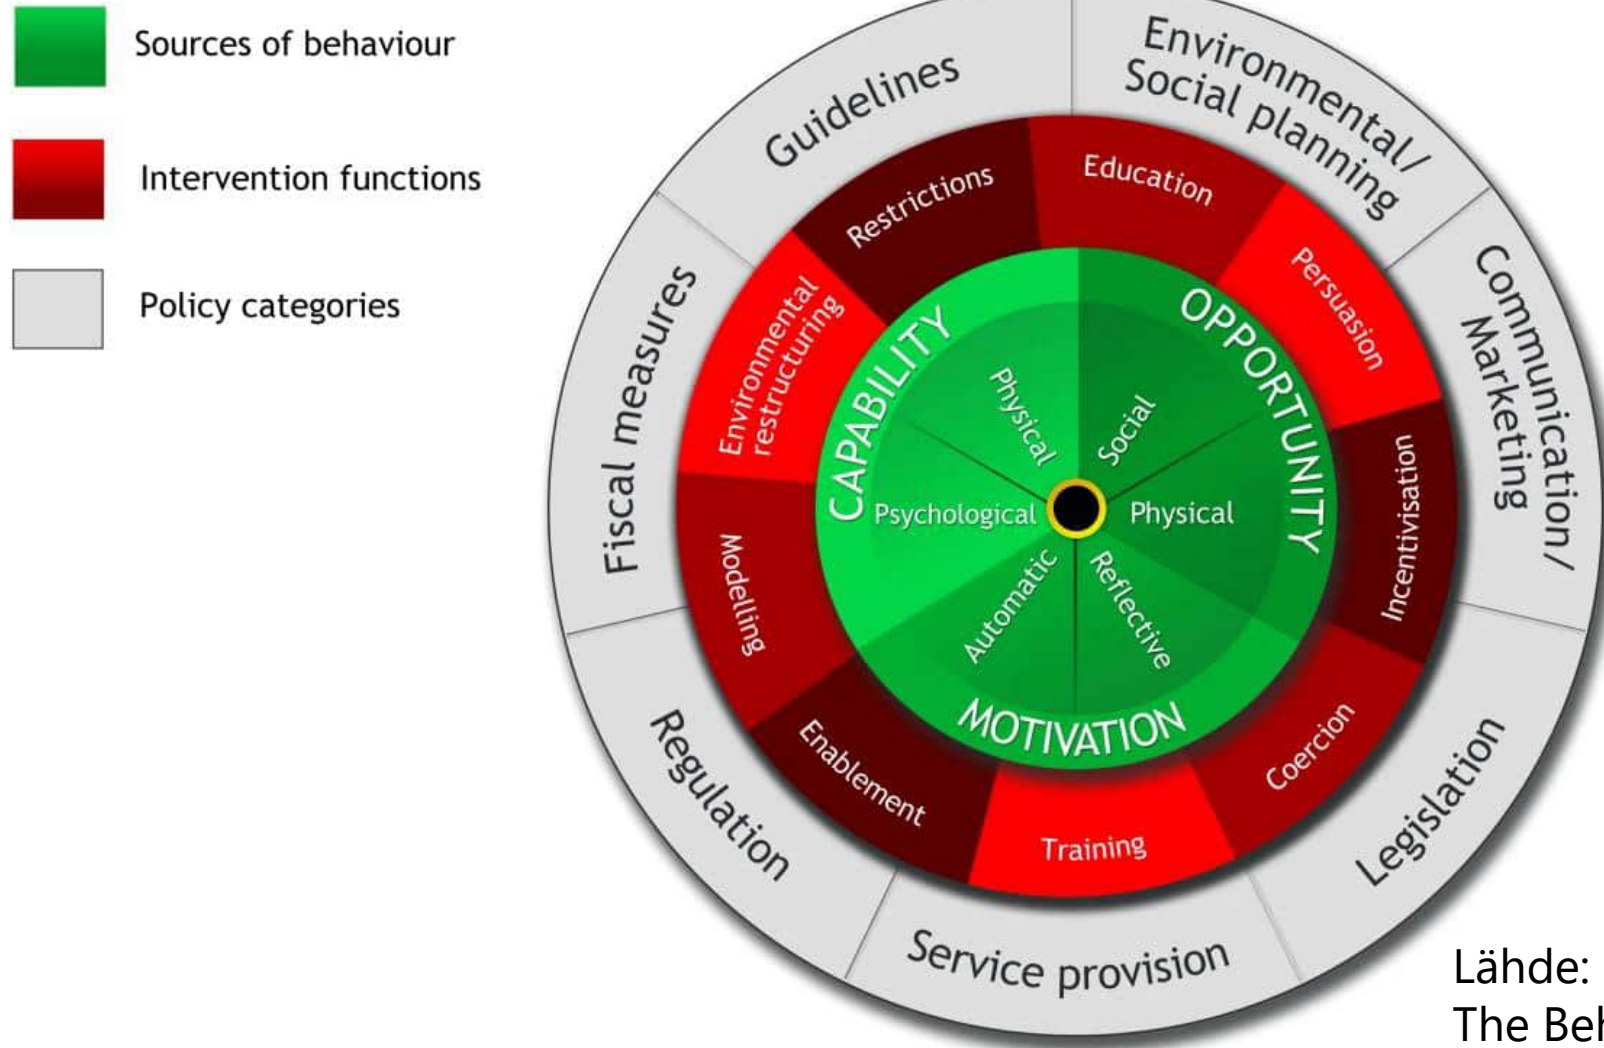 Sources of behaviour
Intervention functions
Policy categories
Guidelines
Environmental/
Social planning
Communication/
Marketing
Legislation
Service provision
Regulation
Fiscal measures
Restrictions
Education
Persuasion
Incentivisation
Coercion
Training
Enablement
Modelling
Environmental
restructuring
CAPABILITY
OPPORTUNITY
MOTIVATION
Physical
Social
Psychological
Physical
Automatic
Reflective
Lähde:
The